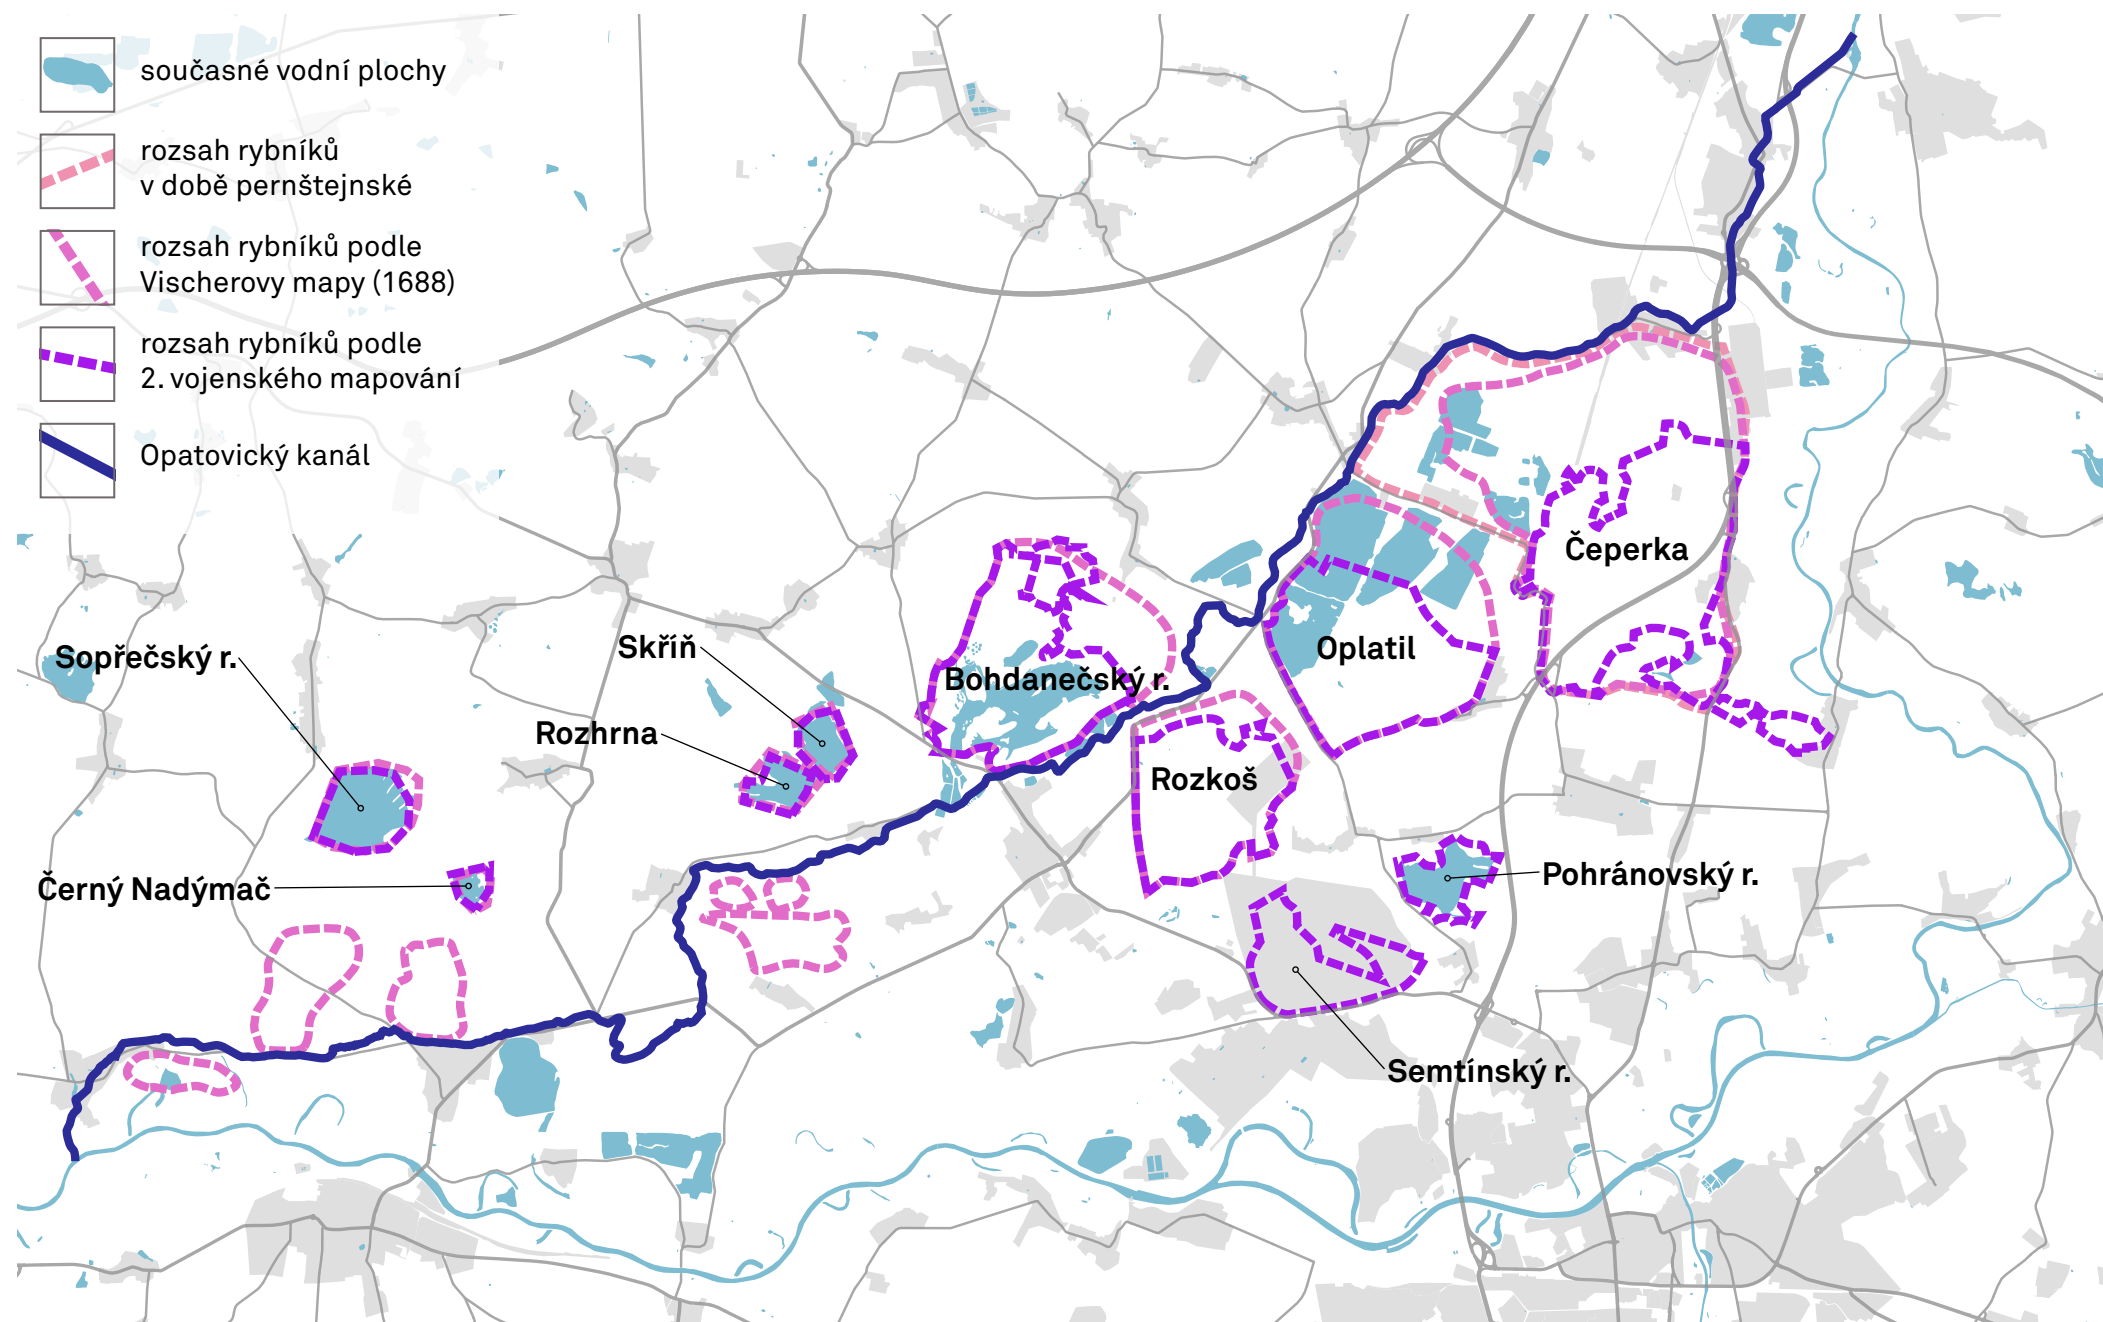 současné vodní plochy
rozsah rybníků
v době pernštejnské
rozsah rybníků podle
Vischerovy mapy (1688)
rozsah rybníků podle
2. vojenského mapování
Opatovický kanál
Čeperka
Oplatil
Skříň
Sopřečský r.
Bohdanečský r.
Rozhrna
Rozkoš
Pohránovský r.
Černý Nadýmač
Semtínský r.